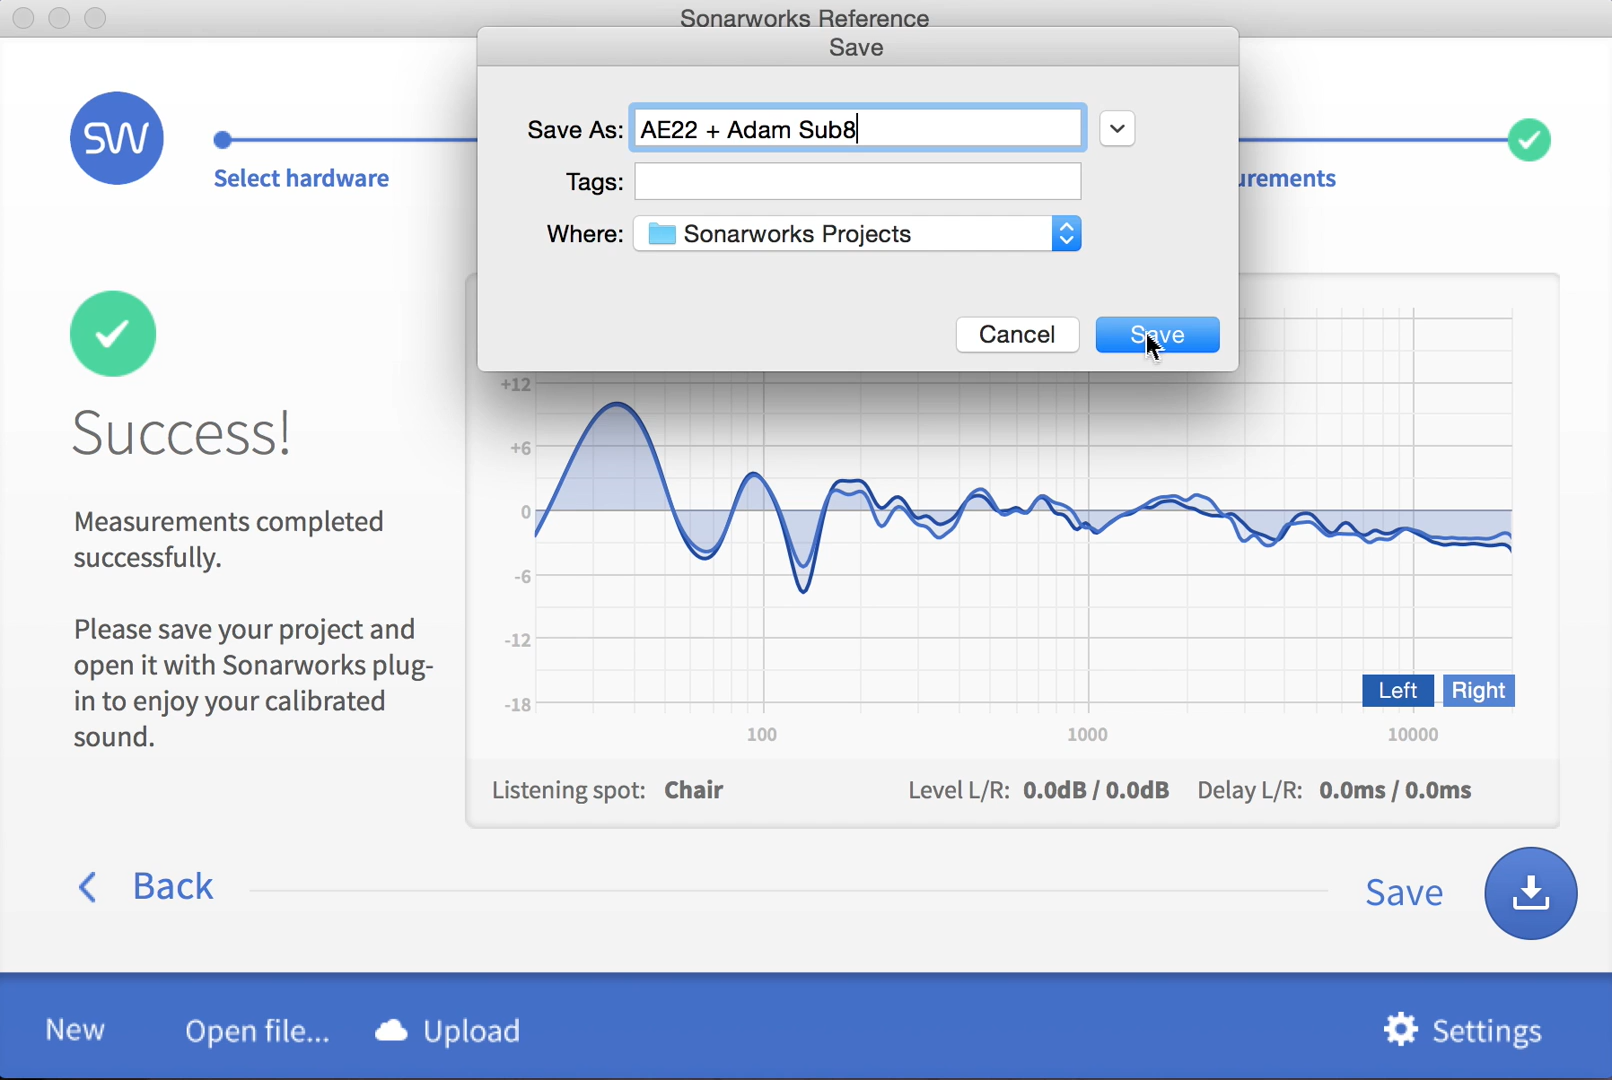 Sonarworks Reference
Save
Save As: AE22 + Adam Sub8
Tags:
Where: Sonarworks Projects
Cancel Save
SW
Select hardware
urements
Success!
Measurements completed
successfully.
Please save your project and
open it with Sonarworks plug-
in to enjoy your calibrated
sound.
+12
+6
0
-6
-12
-18
Left Right
100 1000 10000
Listening spot: Chair Level L/R: 0.0dB / 0.0dB Delay L/R: 0.0ms / 0.0ms
Back Save
New Open file... Upload Settings